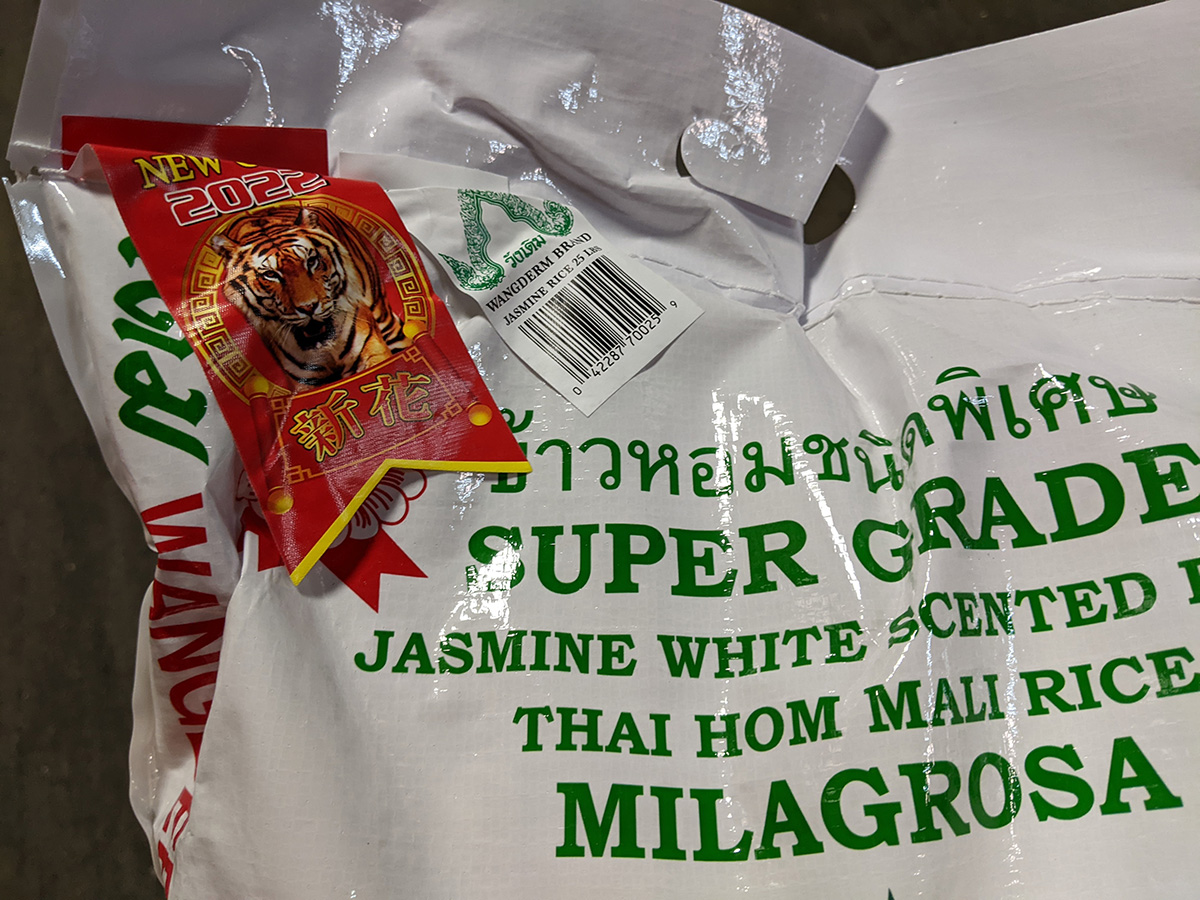 NEW
2022
新花
วังเดิม
WANGDERM BRAND
JASMINE RICE 25 Lbs
0 42287 70025 9
WANG
ข้าวหอมชนิดพิเศษ
SUPER GRADE
JASMINE WHITE SCENTED
THAI HOM MALI RICE
MILAGROSA